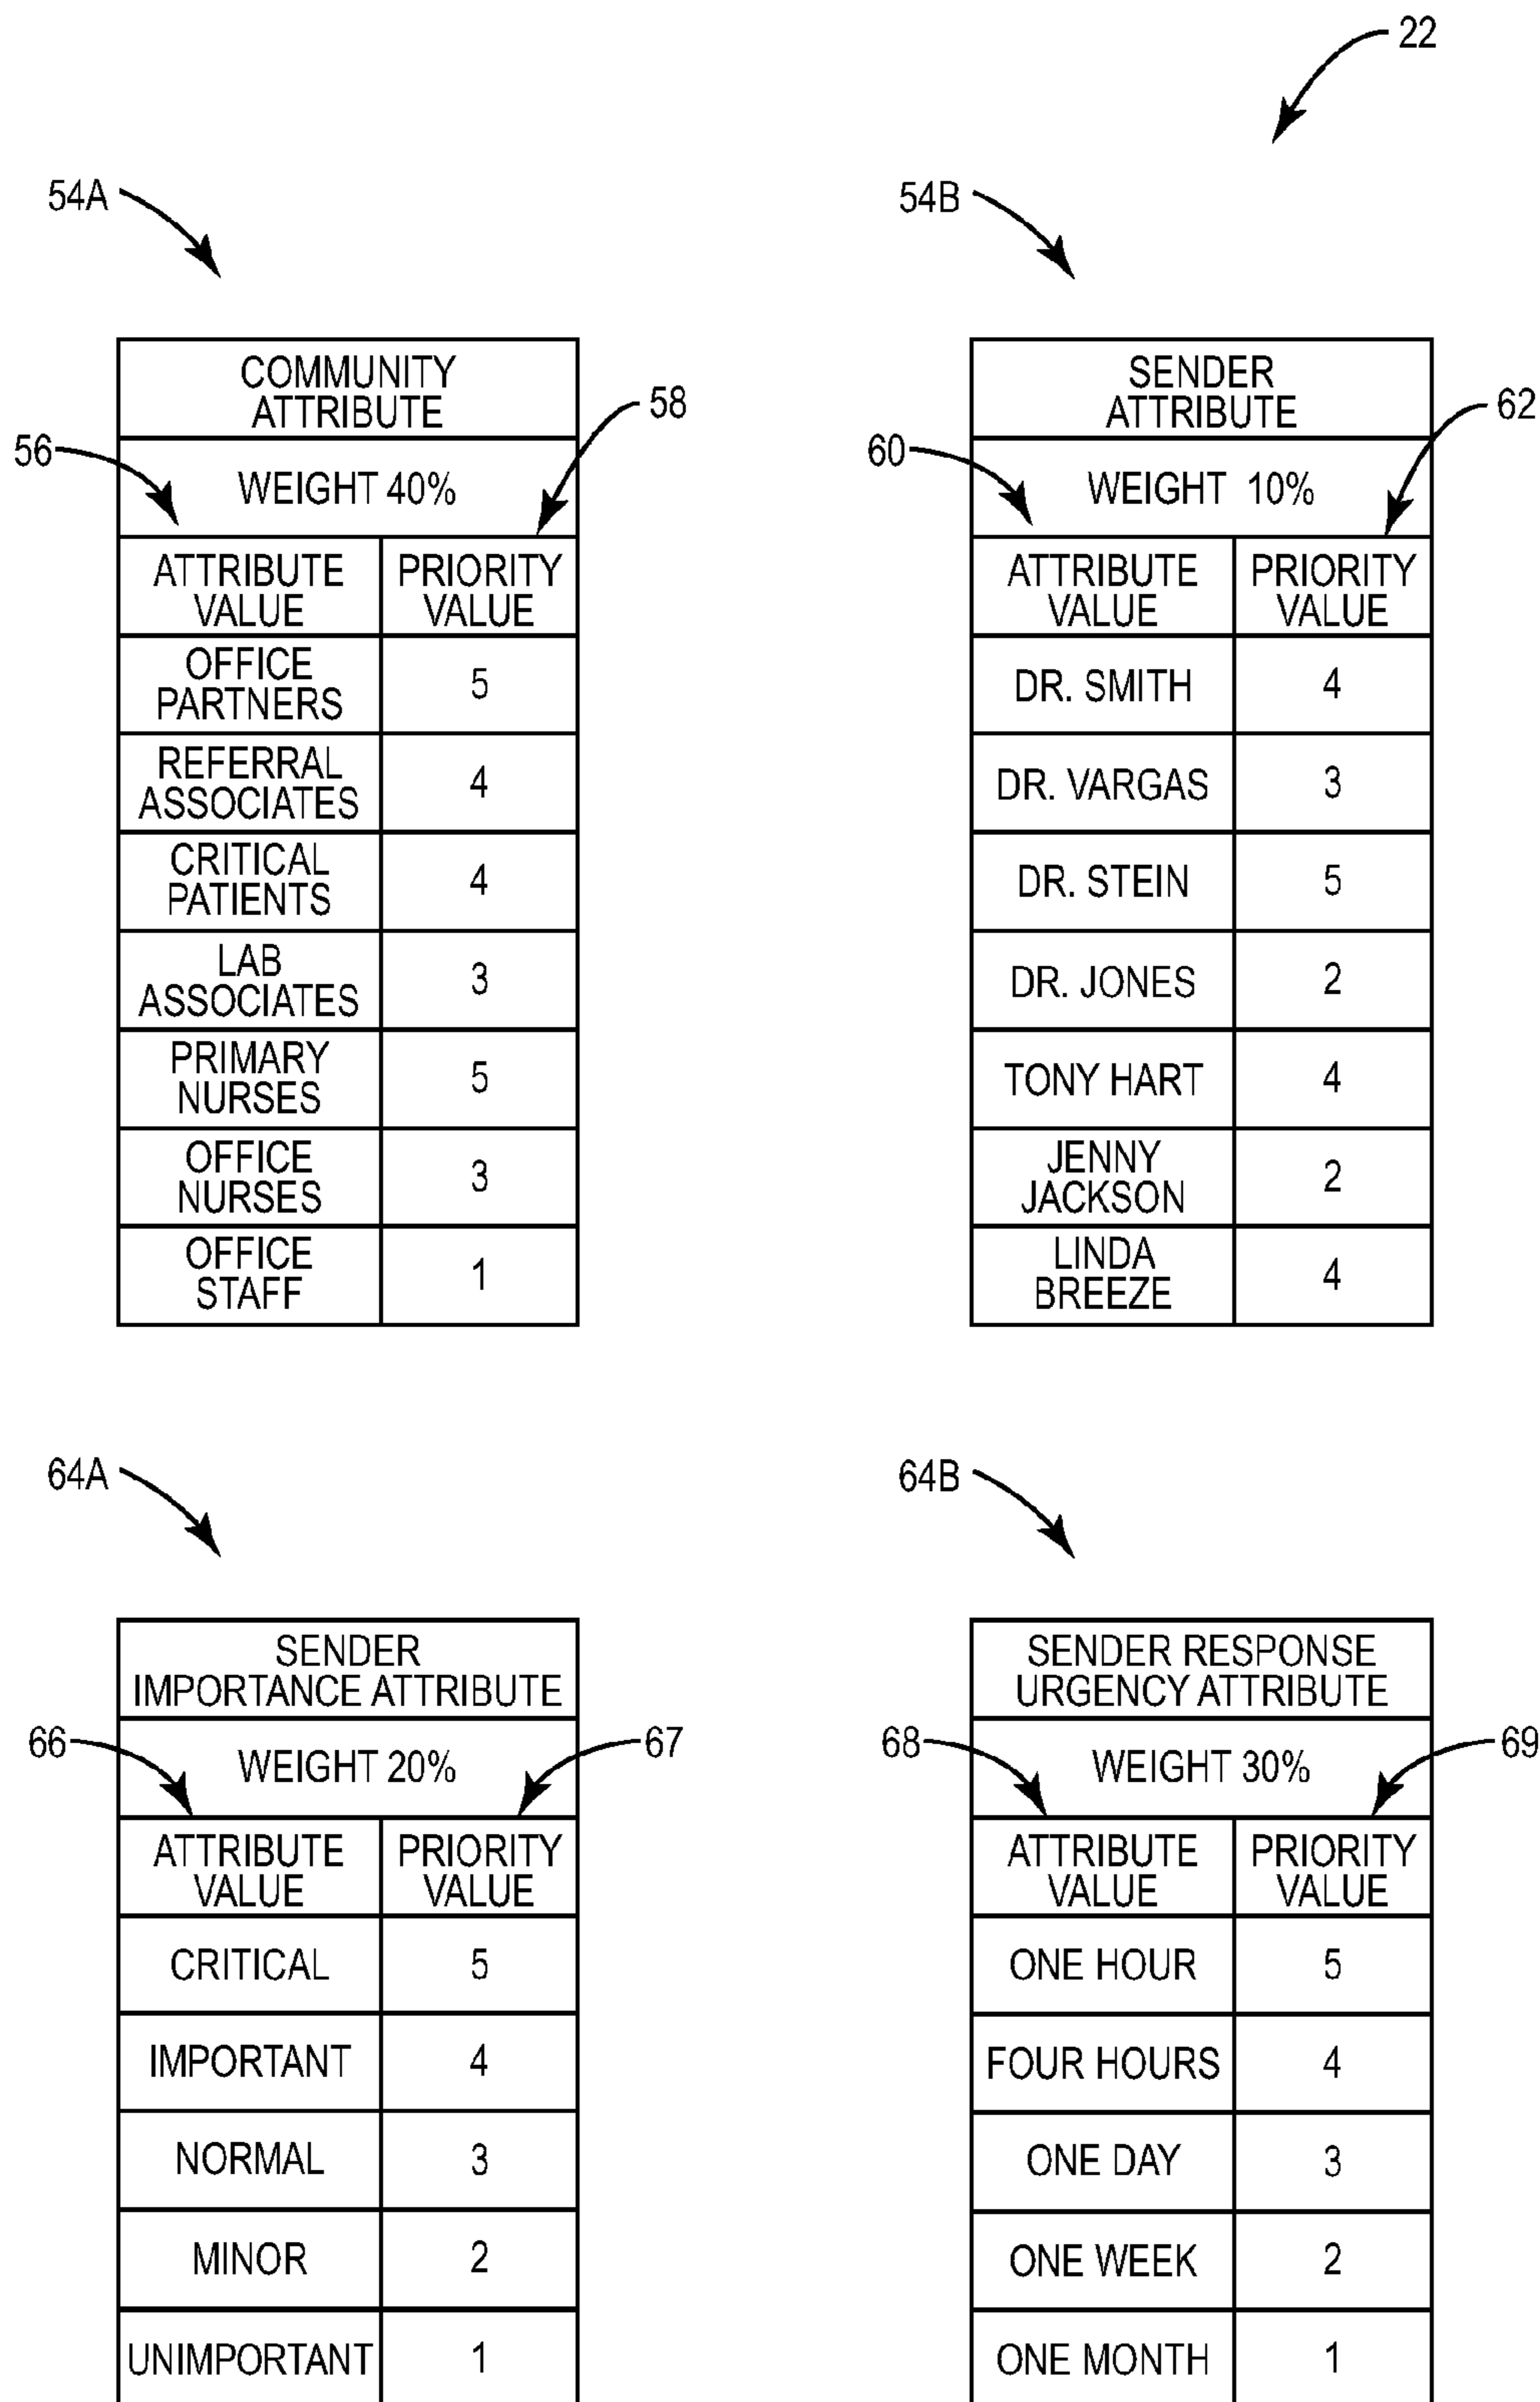 22
54A
54B
COMMUNITY
ATTRIBUTE
56
58
WEIGHT 40%
ATTRIBUTE
VALUE
PRIORITY
VALUE
OFFICE
PARTNERS
5
REFERRAL
ASSOCIATES
4
CRITICAL
PATIENTS
4
LAB
ASSOCIATES
3
PRIMARY
NURSES
5
OFFICE
NURSES
3
OFFICE
STAFF
1
SENDER
ATTRIBUTE
60
62
WEIGHT 10%
ATTRIBUTE
VALUE
PRIORITY
VALUE
DR. SMITH
4
DR. VARGAS
3
DR. STEIN
5
DR. JONES
2
TONY HART
4
JENNY
JACKSON
2
LINDA
BREEZE
4
64A
64B
SENDER
IMPORTANCE ATTRIBUTE
66
67
WEIGHT 20%
ATTRIBUTE
VALUE
PRIORITY
VALUE
CRITICAL
5
IMPORTANT
4
NORMAL
3
MINOR
2
UNIMPORTANT
1
SENDER RESPONSE
URGENCY ATTRIBUTE
68
69
WEIGHT 30%
ATTRIBUTE
VALUE
PRIORITY
VALUE
ONE HOUR
5
FOUR HOURS
4
ONE DAY
3
ONE WEEK
2
ONE MONTH
1